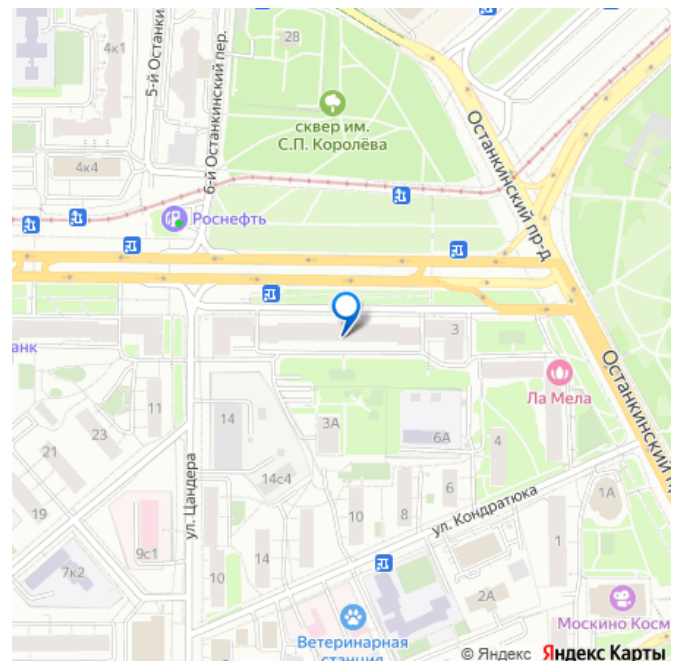 28
4к1
5-й Останки
6-й Останкинский пер.
сквер им.
С.П. Королёва
Останкинский пр-д
4к4
Роснефть
3
анк
Останкинский п
Ла Мела
11
14
3А
6А
4
23
21
ул. Цандера
14с4
6
ул. Кондратюка
1А
19
10
8
9с1
14
1
7к2
10
2А
Москино Косм
Ветеринарная
станция
© Яндекс Яндекс Карты